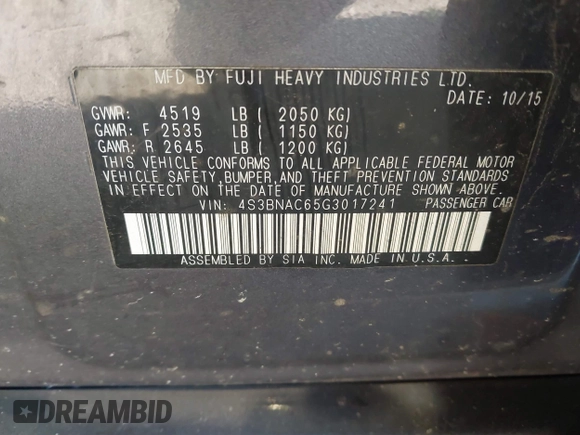 MFD BY FUJI HEAVY INDUSTRIES LTD.
DATE: 10/15
GVWR: 4519 LB ( 2050 KG)
GAWR: F 2535 LB ( 1150 KG)
GAWR: R 2645 LB ( 1200 KG)
THIS VEHICLE CONFORMS TO ALL APPLICABLE FEDERAL MOTOR
VEHICLE SAFETY, BUMPER, AND THEFT PREVENTION STANDARDS
IN EFFECT ON THE DATE OF MANUFACTURE SHOWN ABOVE.
VIN: 4S3BNAC65G3017241 PASSENGER CAR
ASSEMBLED BY SIA INC. MADE IN U.S.A.
DREAMBID